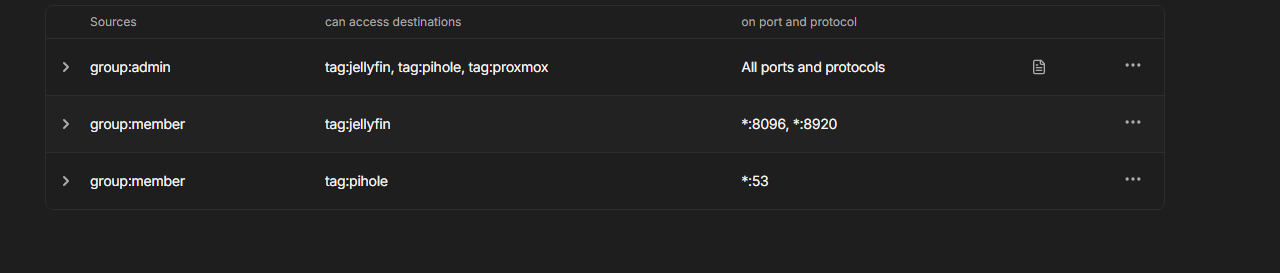 Sources can access destinations on port and protocol
group:admin tag:jellyfin, tag:pihole, tag:proxmox All ports and protocols
group:member tag:jellyfin *:8096, *:8920
group:member tag:pihole *:53